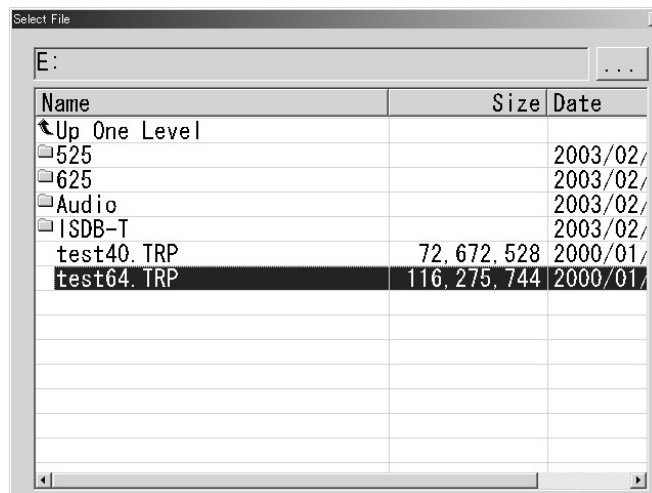 Select File
E:
...
Name Size Date
Up One Level
525 2003/02/
625 2003/02/
Audio 2003/02/
ISDB-T 2003/02/
test40.TRP 72,672,528 2000/01/
test64.TRP 116,275,744 2000/01/